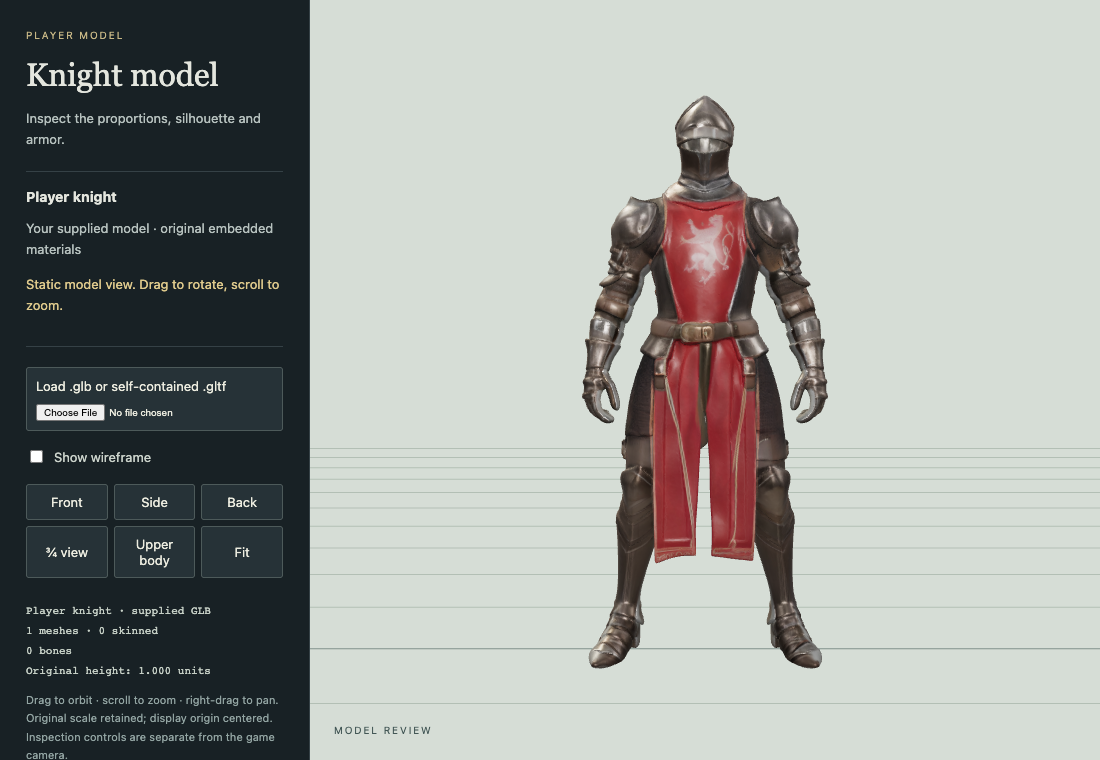 PLAYER MODEL
Knight model
Inspect the proportions, silhouette and
armor.
Player knight
Your supplied model · original embedded
materials
Static model view. Drag to rotate, scroll to
zoom.
Load .glb or self-contained .gltf
Choose File No file chosen
Show wireframe
Front Side Back
¾ view Upper body Fit
Player knight · supplied GLB
1 meshes · 0 skinned
0 bones
Original height: 1.000 units
Drag to orbit · scroll to zoom · right-drag to pan.
Original scale retained; display origin centered.
Inspection controls are separate from the game
camera.
MODEL REVIEW